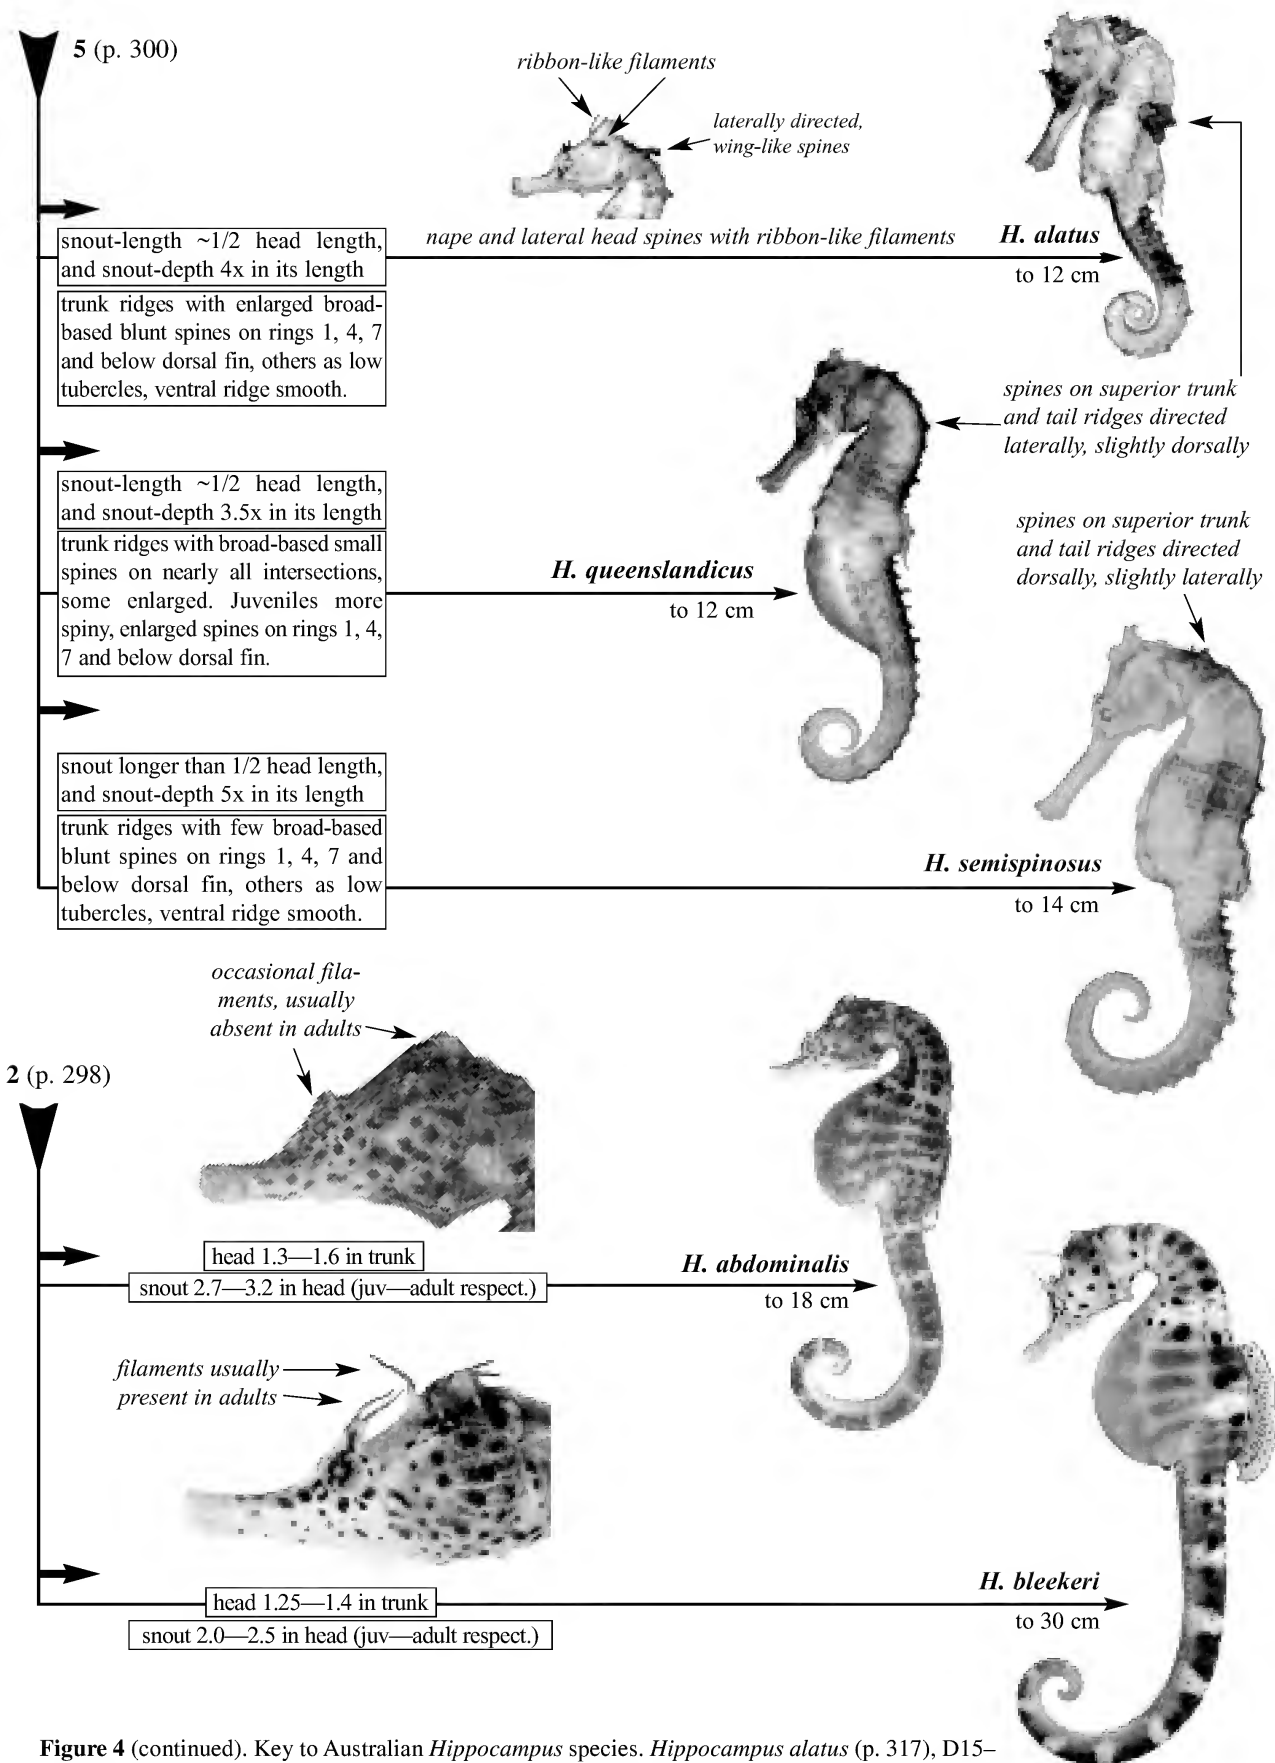 5 (p. 300)
ribbon-like filaments
laterally directed,
wing-like spines
snout-length ~1/2 head length,
and snout-depth 4x in its length
nape and lateral head spines with ribbon-like filaments
H. alatus
to 12 cm
trunk ridges with enlarged broad-
based blunt spines on rings 1, 4, 7
and below dorsal fin, others as low
tubercles, ventral ridge smooth.
spines on superior trunk
and tail ridges directed
laterally, slightly dorsally
snout-length ~1/2 head length,
and snout-depth 3.5x in its length
trunk ridges with broad-based small
spines on nearly all intersections,
some enlarged. Juveniles more
spiny, enlarged spines on rings 1, 4,
7 and below dorsal fin.
H. queenslandicus
to 12 cm
spines on superior trunk
and tail ridges directed
dorsally, slightly laterally
snout longer than 1/2 head length,
and snout-depth 5x in its length
trunk ridges with few broad-based
blunt spines on rings 1, 4, 7 and
below dorsal fin, others as low
tubercles, ventral ridge smooth.
H. semispinosus
to 14 cm
2 (p. 298)
occasional fila-
ments, usually
absent in adults
head 1.3—1.6 in trunk
snout 2.7—3.2 in head (juv—adult respect.)
H. abdominalis
to 18 cm
filaments usually
present in adults
head 1.25—1.4 in trunk
snout 2.0—2.5 in head (juv—adult respect.)
H. bleekeri
to 30 cm
Figure 4 (continued). Key to Australian Hippocampus species. Hippocampus alatus (p. 317), D15–